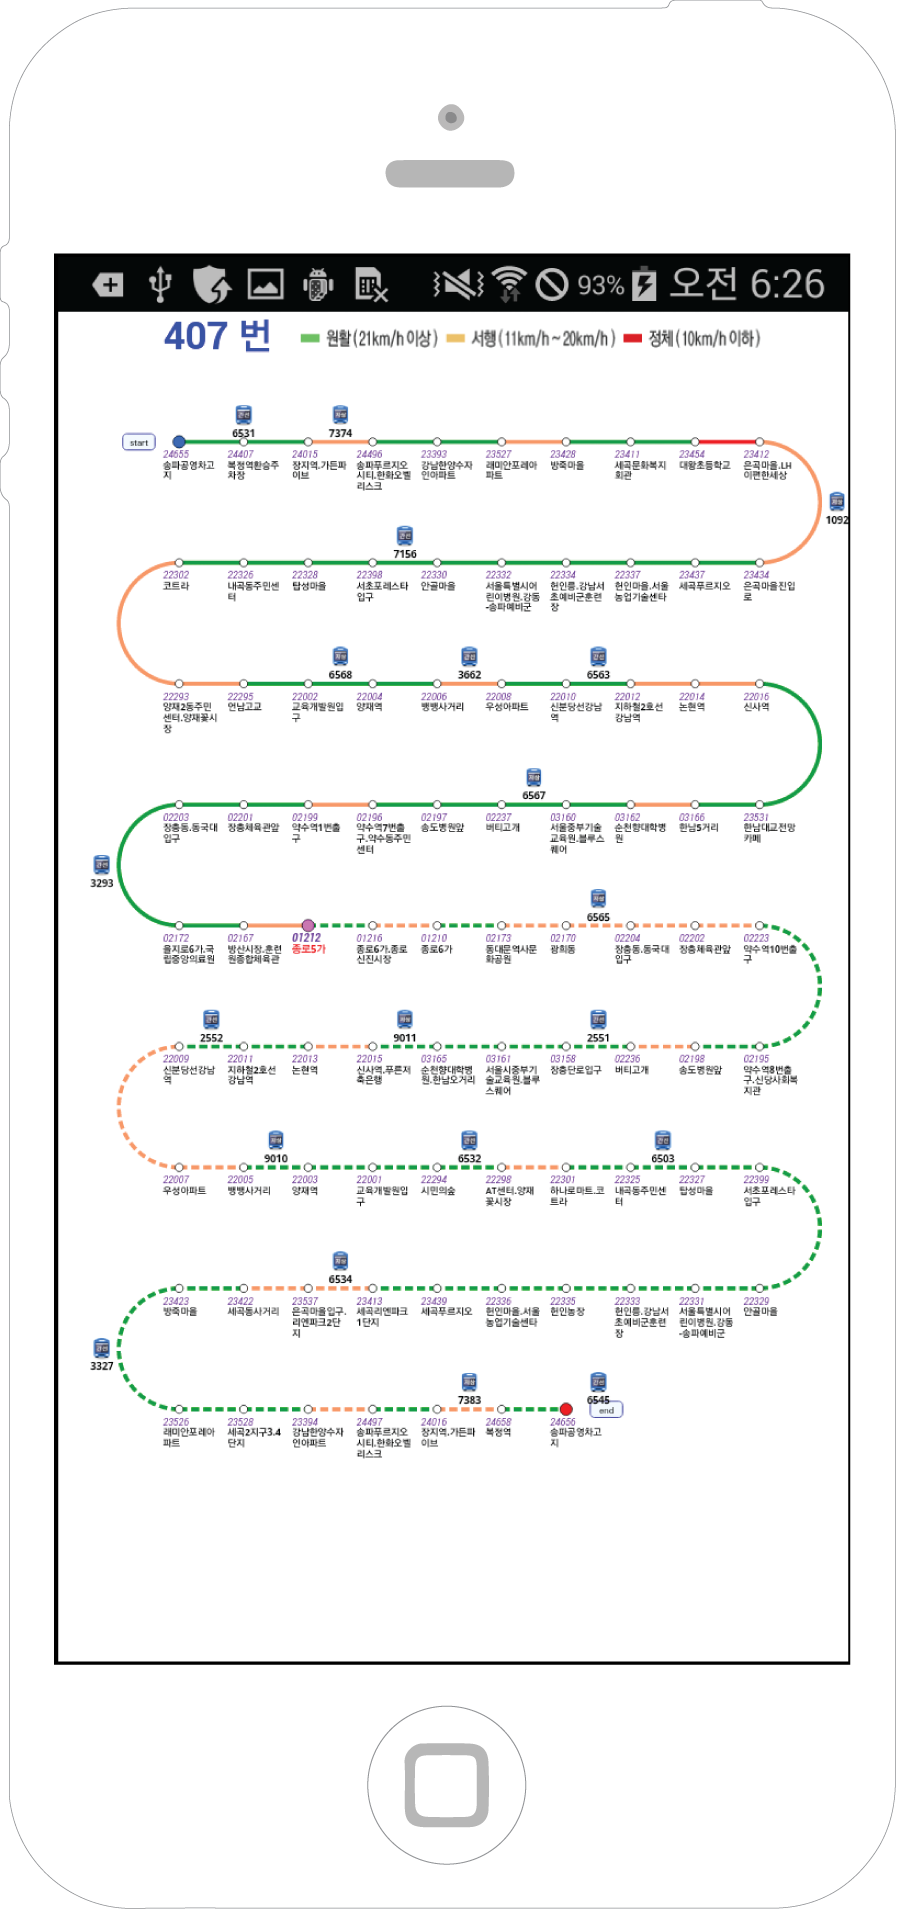 93% 오전 6:26
407 번 원활(21km/h 이상) 서행(11km/h ~ 20km/h) 정체(10km/h 이하)
6531 7374
start
24655 24407 24015 24496 23393 23527 23428 23411 23454 23412
송파공영차고 복정역환승주 장지역.가든파 송파푸르지오 강남한양수자 래미안포레아 방죽마을 세곡문화복지 대왕초등학교 은곡마을.LH
지 차장 이브 시티.한화오벨 인아파트 파트 회관 이편한세상
리스크
1092
7156
22302 22326 22328 22398 22330 22332 22334 22337 23437 23434
코트라 내곡동주민센 탑성마을 서초포레스타 안골마을 서울특별시어 헌인릉.강남서 헌인마을.서울 세곡푸르지오 은곡마을진입
터 입구 린이병원.강동 초예비군훈련 농업기술센타 로
-송파예비군 장
6568 3662 6563
22293 22295 22002 22004 22006 22008 22010 22012 22014 22016
양재2동주민 언남고교 교육개발원입 양재역 뱅뱅사거리 우성아파트 신분당선강남 지하철2호선 논현역 신사역
센터.양재꽃시 구 역 강남역
장
6567
02203 02201 02199 02196 02197 02237 03160 03162 03166 23531
장충동.동국대 장충체육관앞 약수역1번출 약수역7번출 송도병원앞 버티고개 서울중부기술 순천향대학병 한남5거리 한남대교전망
입구 구 구.약수동주민 교육원.블루스 원 카페
센터 퀘어
3293
6565
02172 02167 01212 01216 01210 02173 02170 02204 02202 02223
을지로6가.국 방산시장.훈련 종로5가 종로6가.종로 종로6가 동대문역사문 광희동 장충동.동국대 장충체육관앞 약수역10번출
립중앙의료원 원종합체육관 신진시장 화공원 입구 구
2552 9011 2551
22009 22011 22013 22015 03165 03161 03158 02236 02198 02195
신분당선강남 지하철2호선 논현역 신사역.푸른저 순천향대학병 서울시중부기 장충단로입구 버티고개 송도병원앞 약수역8번출
역 강남역 축은행 원.한남오거리 술교육원.블루 구.신당사회복
스퀘어 지관
9010 6532 6503
22007 22005 22003 22001 22294 22298 22301 22325 22327 22399
우성아파트 뱅뱅사거리 양재역 교육개발원입 시민의숲 AT센터.양재 하나로마트.코 내곡동주민센 탑성마을 서초포레스타
구 꽃시장 트라 터 입구
6534
23423 23422 23537 23413 23439 22336 22335 22333 22331 22329
방죽마을 세곡동사거리 은곡마을입구. 세곡리엔파크 세곡푸르지오 헌인마을.서울 헌인농장 헌인릉.강남서 서울특별시어 안골마을
리엔파크2단 1단지 농업기술센타 초예비군훈련 린이병원.강동
지 장 -송파예비군
3327
7383 6545
end
23526 23528 23394 24497 24016 24658 24656
래미안포레아 세곡2지구3.4 강남한양수자 송파푸르지오 장지역.가든파 복정역 송파공영차고
파트 단지 인아파트 시티.한화오벨 이브 지
리스크